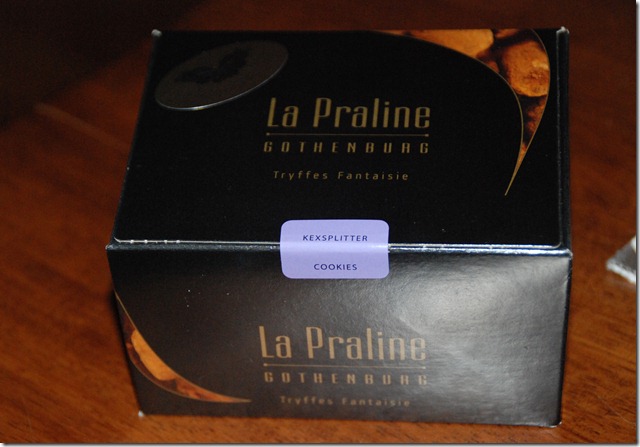 La Praline
GOTHENBURG
Tryffes Fantaisie
KEXSPLITTER
COOKIES
La Praline
GOTHENBURG
Tryffes Fantaisie